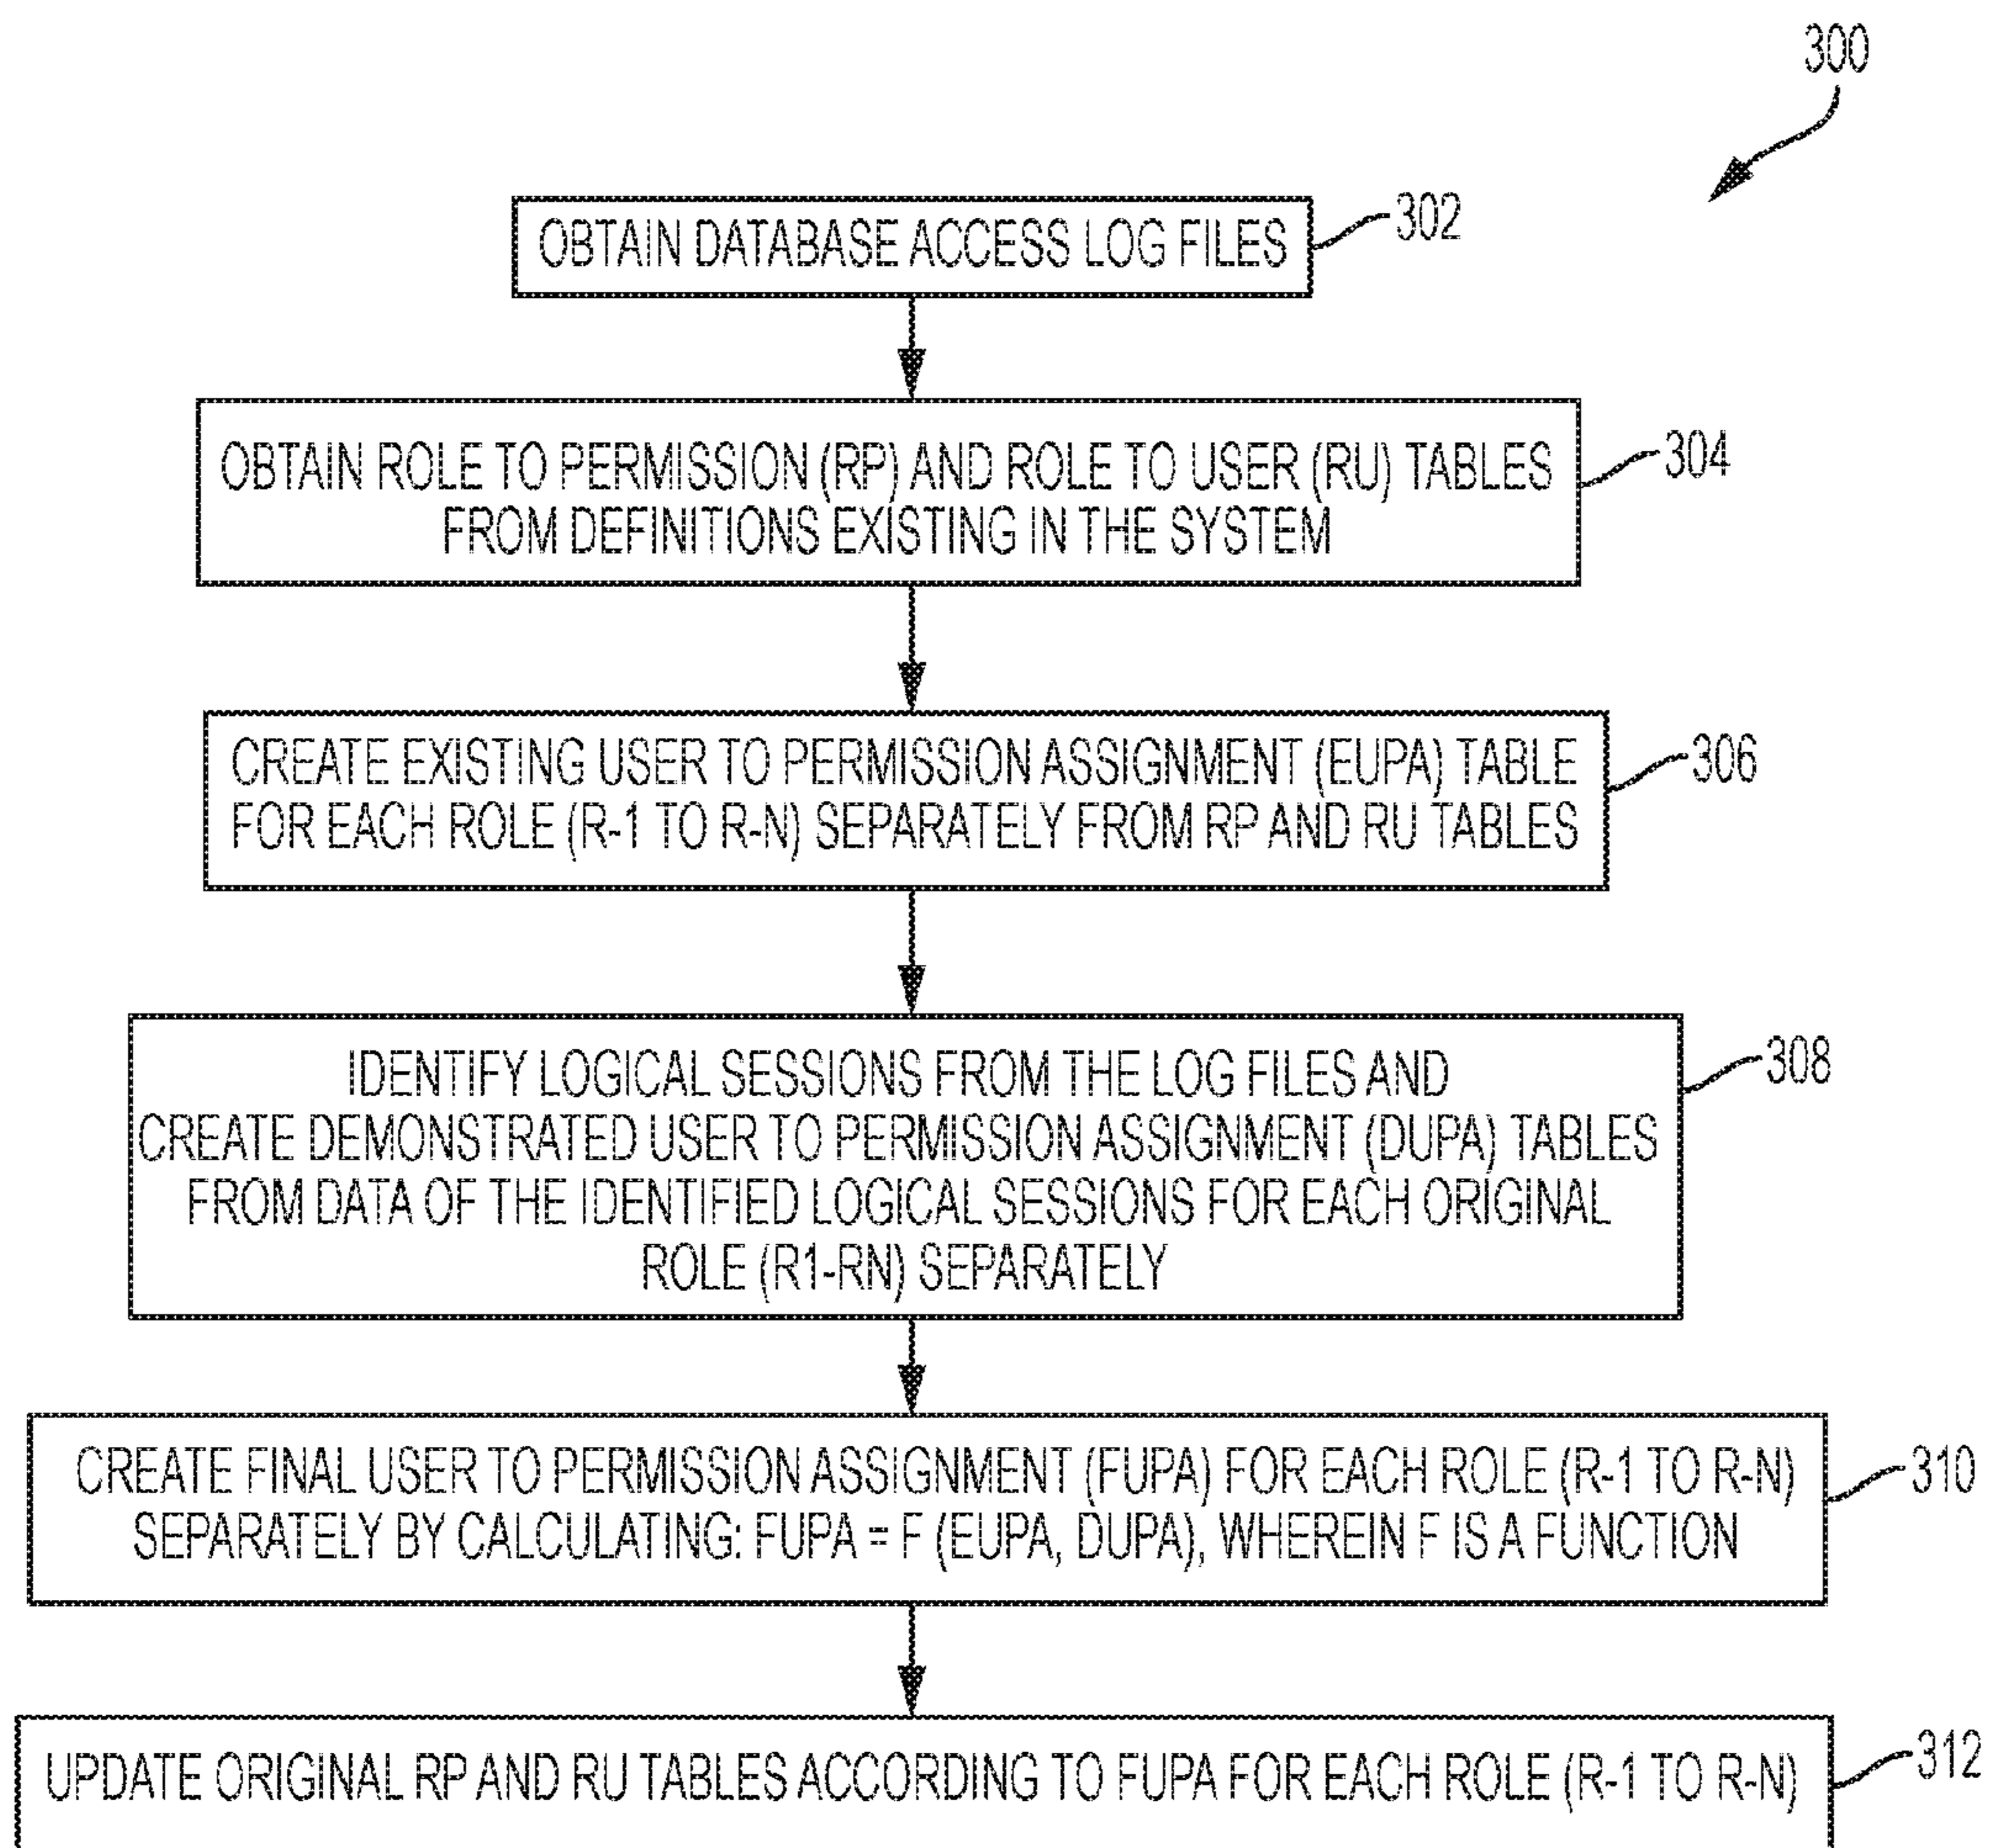 300
OBTAIN DATABASE ACCESS LOG FILES
302
OBTAIN ROLE TO PERMISSION (RP) AND ROLE TO USER (RU) TABLES
FROM DEFINITIONS EXISTING IN THE SYSTEM
304
CREATE EXISTING USER TO PERMISSION ASSIGNMENT (EUPA) TABLE
FOR EACH ROLE (R-1 TO R-N) SEPARATELY FROM RP AND RU TABLES
306
IDENTIFY LOGICAL SESSIONS FROM THE LOG FILES AND
CREATE DEMONSTRATED USER TO PERMISSION ASSIGNMENT (DUPA) TABLES
FROM DATA OF THE IDENTIFIED LOGICAL SESSIONS FOR EACH ORIGINAL
ROLE (R1-RN) SEPARATELY
308
CREATE FINAL USER TO PERMISSION ASSIGNMENT (FUPA) FOR EACH ROLE (R-1 TO R-N)
SEPARATELY BY CALCULATING: FUPA = F (EUPA, DUPA), WHEREIN F IS A FUNCTION
310
UPDATE ORIGINAL RP AND RU TABLES ACCORDING TO FUPA FOR EACH ROLE (R-1 TO R-N)
312